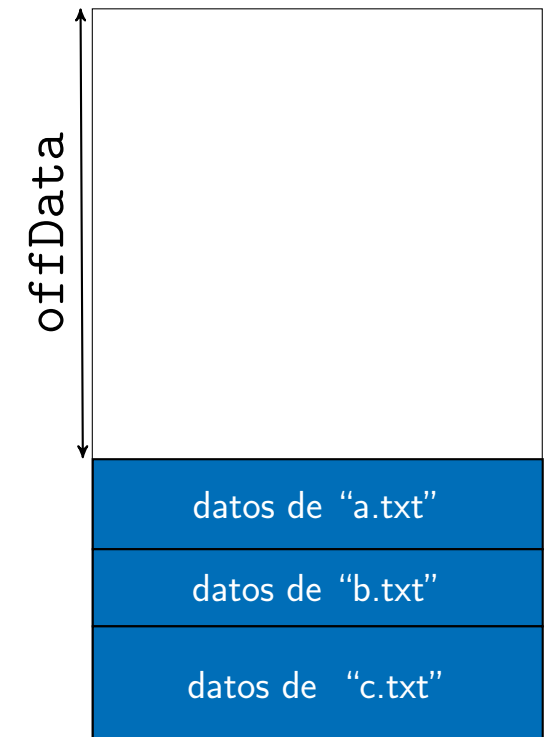 offData
datos de “a.txt”
datos de “b.txt”
datos de “c.txt”